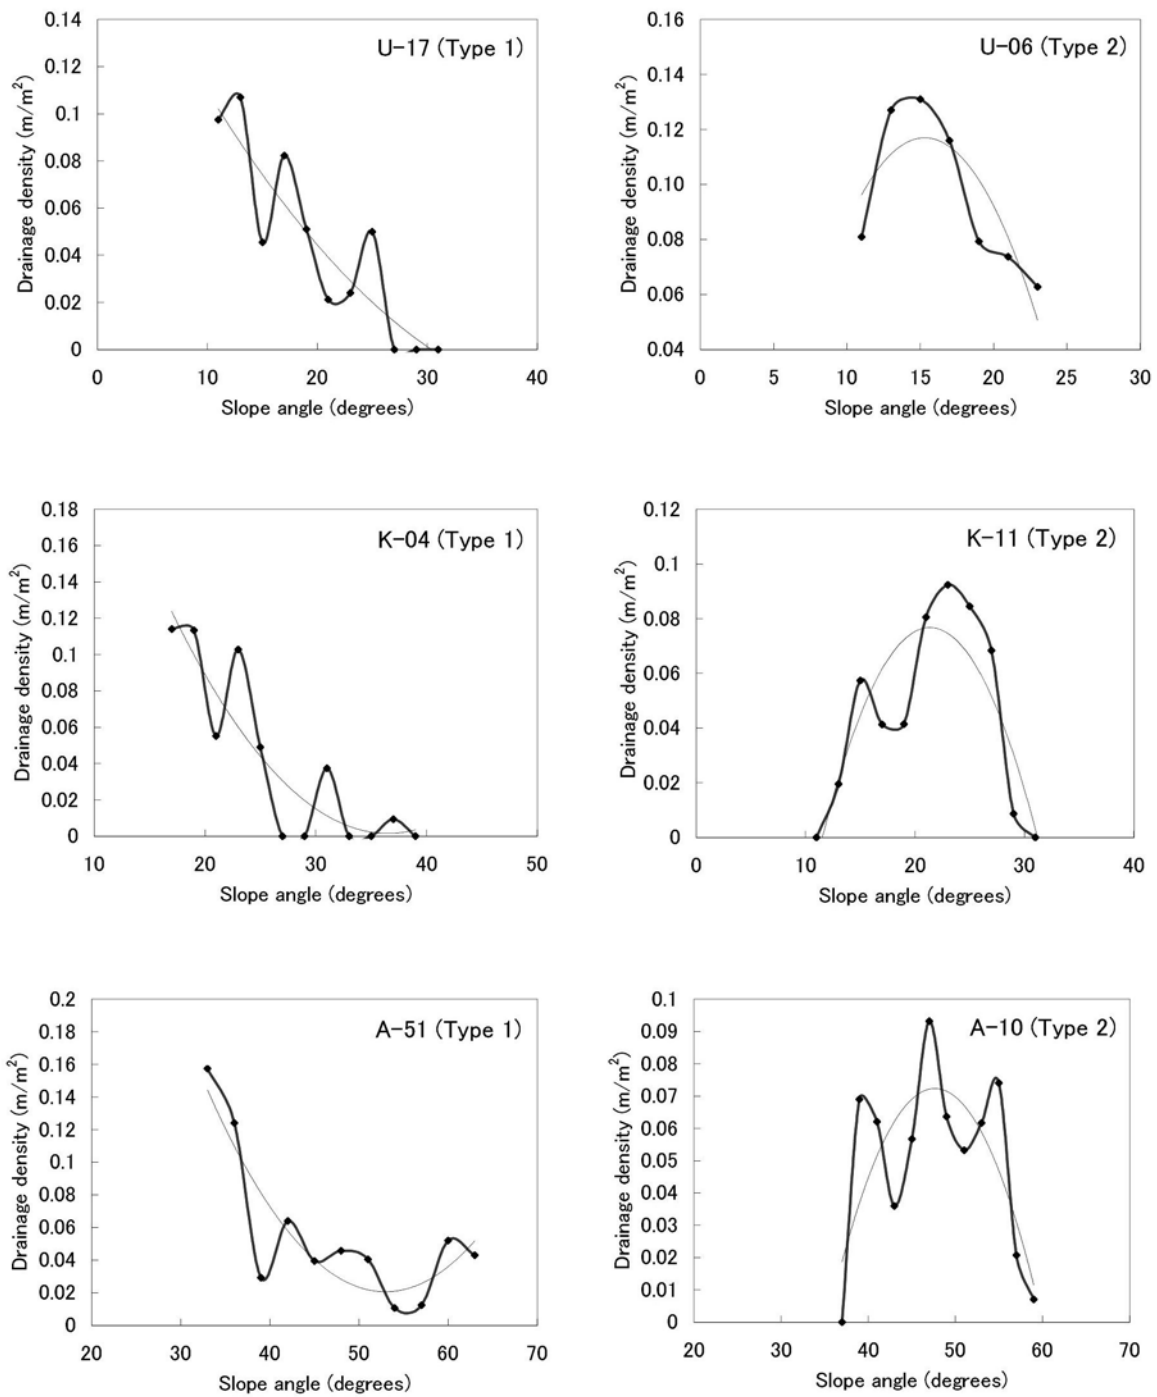 U-17 (Type 1)
Drainage density (m/m²)
0.14
0.12
0.1
0.08
0.06
0.04
0.02
0
0 10 20 30 40
Slope angle (degrees)
U-06 (Type 2)
Drainage density (m/m²)
0.16
0.14
0.12
0.10
0.08
0.06
0.04
0 5 10 15 20 25 30
Slope angle (degrees)
K-04 (Type 1)
Drainage density (m/m²)
0.18
0.16
0.14
0.12
0.1
0.08
0.06
0.04
0.02
0
10 20 30 40 50
Slope angle (degrees)
K-11 (Type 2)
Drainage density (m/m²)
0.12
0.1
0.08
0.06
0.04
0.02
0
0 10 20 30 40
Slope angle (degrees)
A-51 (Type 1)
Drainage density (m/m²)
0.2
0.18
0.16
0.14
0.12
0.1
0.08
0.06
0.04
0.02
0
20 30 40 50 60 70
Slope angle (degrees)
A-10 (Type 2)
Drainage density (m/m²)
0.1
0.09
0.08
0.07
0.06
0.05
0.04
0.03
0.02
0.01
0
20 30 40 50 60 70
Slope angle (degrees)